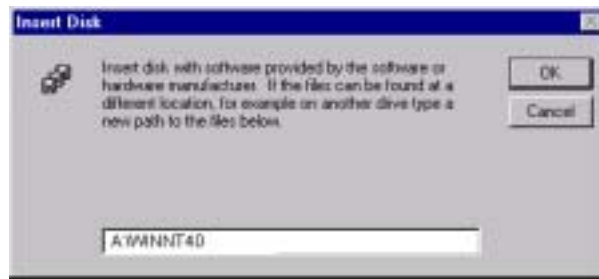 Insert Disk
Insert disk with software provided by the software or
hardware manufacturer. If the files can be found at a
different location, for example on another drive type a
new path to the files below.
OK
Cancel
A:\WINNT40